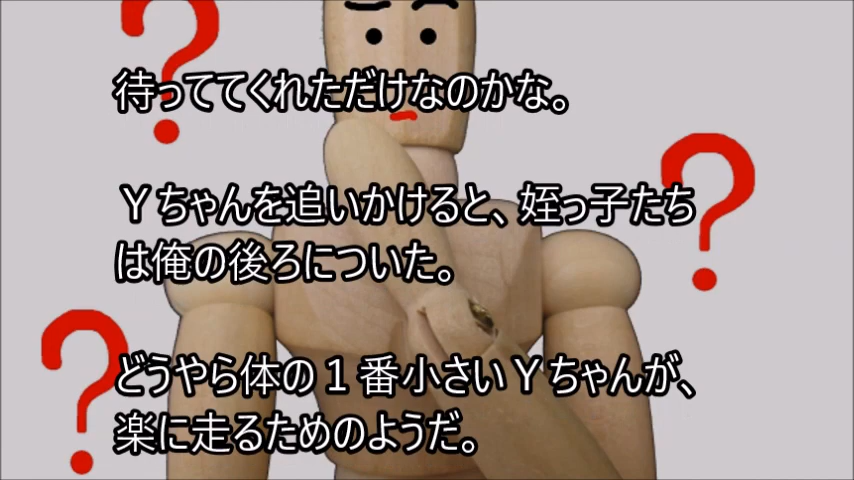 待っててくれただけなのかな。
Ｙちゃんを追いかけると、姪っ子たち
は俺の後ろについた。
どうやら体の１番小さいＹちゃんが、
楽に走るためのようだ。